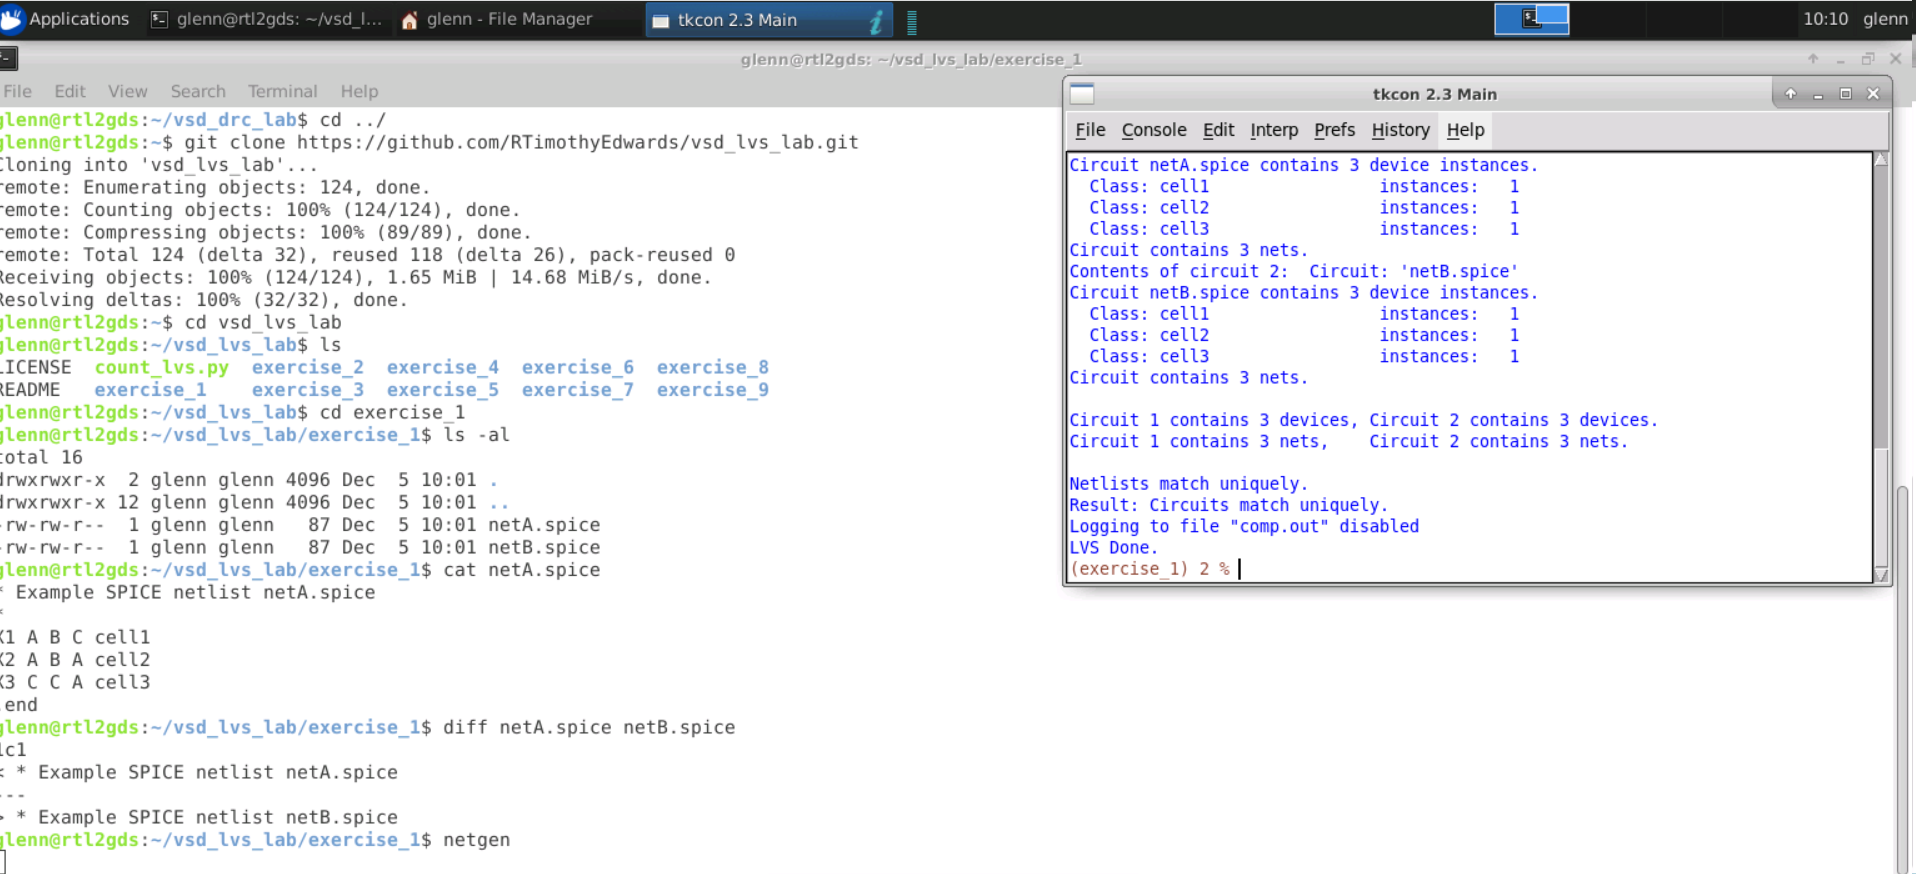 Applications
glenn@rtl2gds: ~/vsd_l...
glenn - File Manager
tkcon 2.3 Main
10:10 glenn
glenn@rtl2gds: ~/vsd_lvs_lab/exercise_1
File Edit View Search Terminal Help
glenn@rtl2gds:~/vsd_drc_lab$ cd ../
glenn@rtl2gds:~$ git clone https://github.com/RTimothyEdwards/vsd_lvs_lab.git
Cloning into 'vsd_lvs_lab'...
remote: Enumerating objects: 124, done.
remote: Counting objects: 100% (124/124), done.
remote: Compressing objects: 100% (89/89), done.
remote: Total 124 (delta 32), reused 118 (delta 26), pack-reused 0
Receiving objects: 100% (124/124), 1.65 MiB | 14.68 MiB/s, done.
Resolving deltas: 100% (32/32), done.
glenn@rtl2gds:~$ cd vsd_lvs_lab
glenn@rtl2gds:~/vsd_lvs_lab$ ls
LICENSE count_lvs.py exercise_2 exercise_4 exercise_6 exercise_8
README exercise_1 exercise_3 exercise_5 exercise_7 exercise_9
glenn@rtl2gds:~/vsd_lvs_lab$ cd exercise_1
glenn@rtl2gds:~/vsd_lvs_lab/exercise_1$ ls -al
total 16
drwxrwxr-x 2 glenn glenn 4096 Dec 5 10:01 .
drwxrwxr-x 12 glenn glenn 4096 Dec 5 10:01 ..
-rw-rw-r-- 1 glenn glenn 87 Dec 5 10:01 netA.spice
-rw-rw-r-- 1 glenn glenn 87 Dec 5 10:01 netB.spice
glenn@rtl2gds:~/vsd_lvs_lab/exercise_1$ cat netA.spice
* Example SPICE netlist netA.spice
*
X1 A B C cell1
X2 A B A cell2
X3 C C A cell3
.end
glenn@rtl2gds:~/vsd_lvs_lab/exercise_1$ diff netA.spice netB.spice
1c1
< * Example SPICE netlist netA.spice
---
> * Example SPICE netlist netB.spice
glenn@rtl2gds:~/vsd_lvs_lab/exercise_1$ netgen
tkcon 2.3 Main
File Console Edit Interp Prefs History Help
Circuit netA.spice contains 3 device instances.
Class: cell1 instances: 1
Class: cell2 instances: 1
Class: cell3 instances: 1
Circuit contains 3 nets.
Contents of circuit 2: Circuit: 'netB.spice'
Circuit netB.spice contains 3 device instances.
Class: cell1 instances: 1
Class: cell2 instances: 1
Class: cell3 instances: 1
Circuit contains 3 nets.
Circuit 1 contains 3 devices, Circuit 2 contains 3 devices.
Circuit 1 contains 3 nets, Circuit 2 contains 3 nets.
Netlists match uniquely.
Result: Circuits match uniquely.
Logging to file "comp.out" disabled
LVS Done.
(exercise_1) 2 %